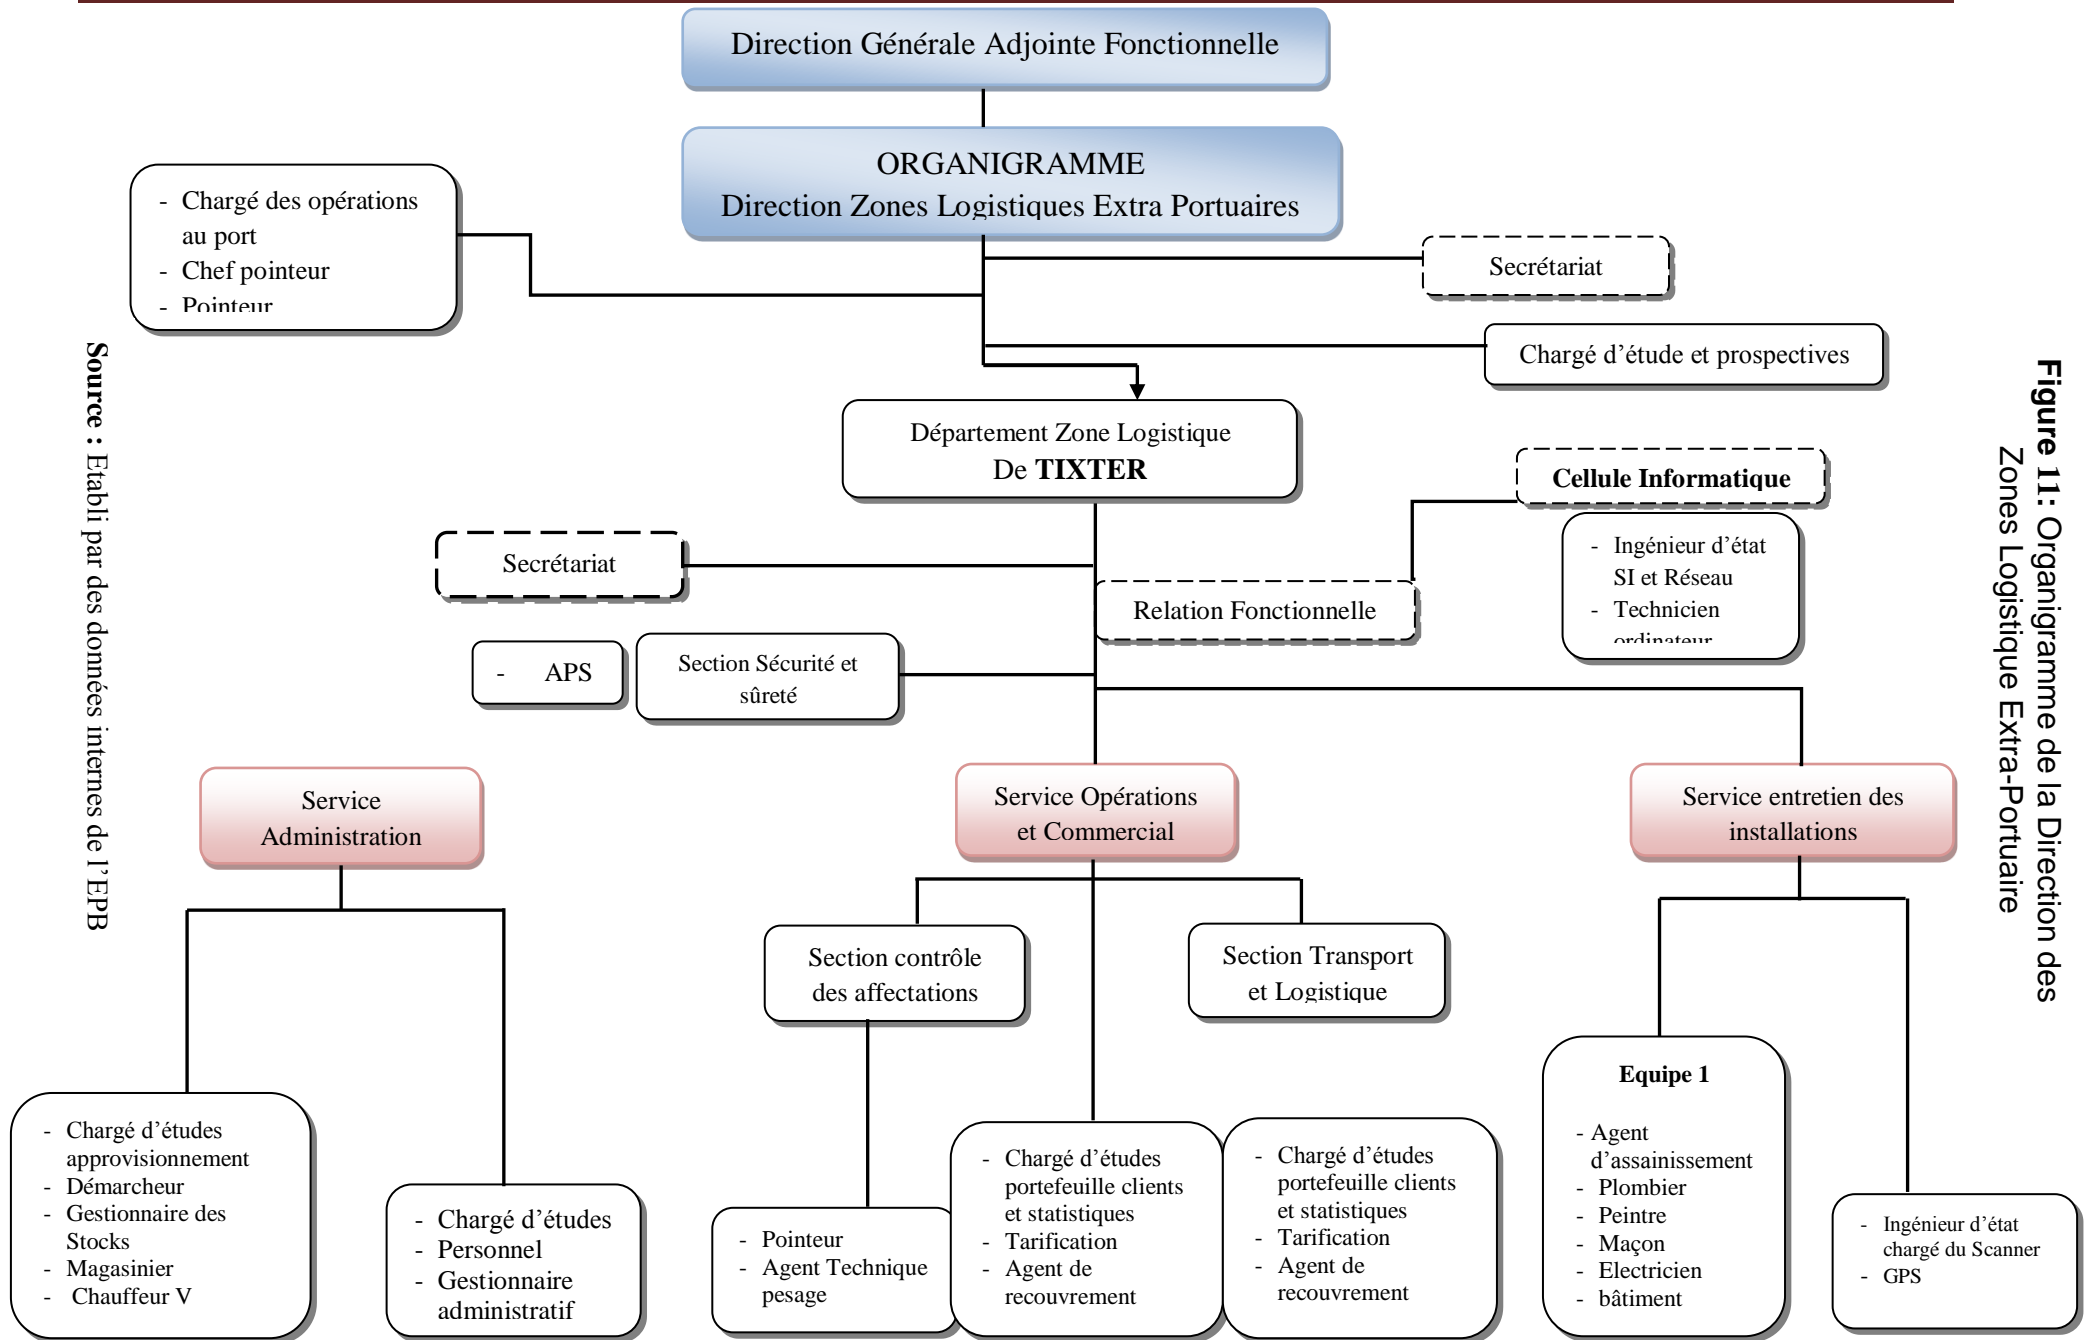 Direction Générale Adjointe Fonctionnelle
ORGANIGRAMME
Direction Zones Logistiques Extra Portuaires
- Chargé des opérations
au port
- Chef pointeur
- Pointeur
Secrétariat
Chargé d’étude et prospectives
Département Zone Logistique
De TIXTER
Cellule Informatique
- Ingénieur d’état
SI et Réseau
- Technicien
ordinateur
Secrétariat
Relation Fonctionnelle
- APS
Section Sécurité et
sûreté
Service
Administration
Service Opérations
et Commercial
Service entretien des
installations
Section contrôle
des affectations
Section Transport
et Logistique
- Chargé d’études
approvisionnement
- Démarcheur
- Gestionnaire des
Stocks
- Magasinier
- Chauffeur V
- Chargé d’études
- Personnel
- Gestionnaire
administratif
- Pointeur
- Agent Technique
pesage
- Chargé d’études
portefeuille clients
et statistiques
- Tarification
- Agent de
recouvrement
- Chargé d’études
portefeuille clients
et statistiques
- Tarification
- Agent de
recouvrement
Equipe 1
- Agent
d’assainissement
- Plombier
- Peintre
- Maçon
- Electricien
- bâtiment
- Ingénieur d’état
chargé du Scanner
- GPS
Figure 11: Organigramme de la Direction des
Zones Logistique Extra-Portuaire
Source : Etabli par des données internes de l’EPB